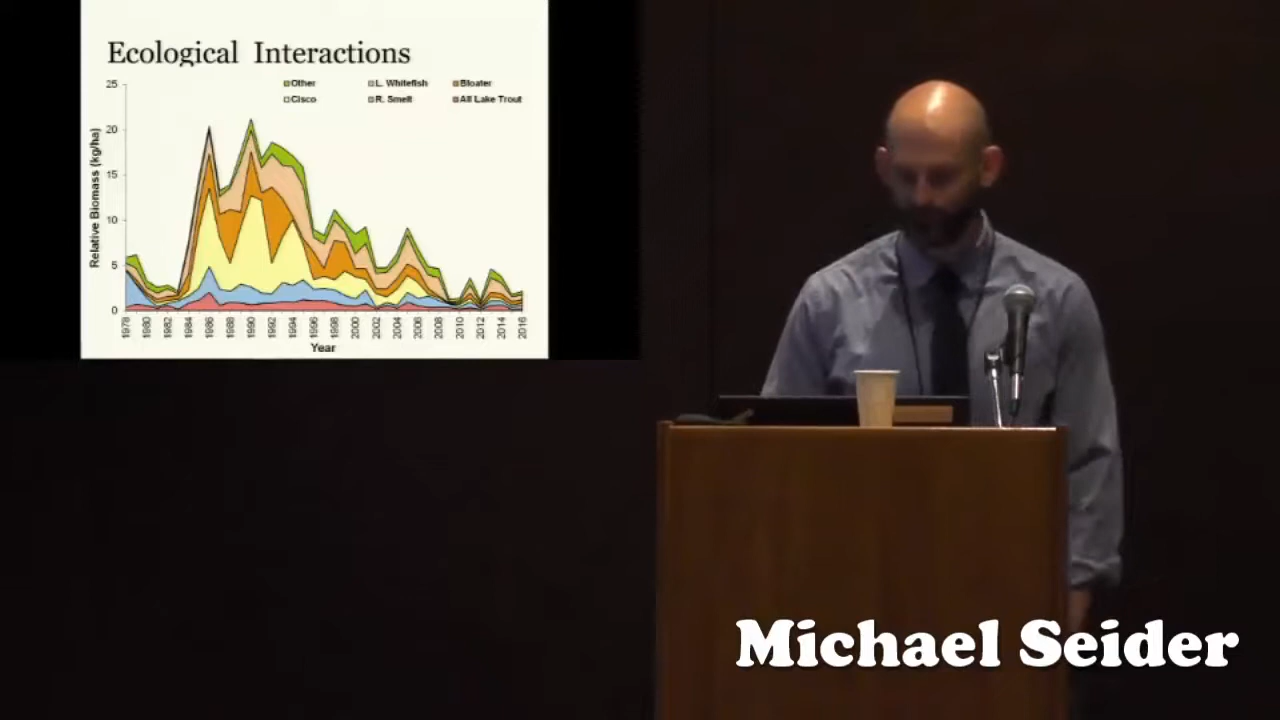 Ecological Interactions
Other L. Whitefish Bloater
Cisco R. Smelt All Lake Trout
Relative Biomass (kg/ha)
25
20
15
10
5
0
1978 1980 1982 1984 1986 1988 1990 1992 1994 1996 1998 2000 2002 2004 2006 2008 2010 2012 2014 2016
Year
Michael Seider